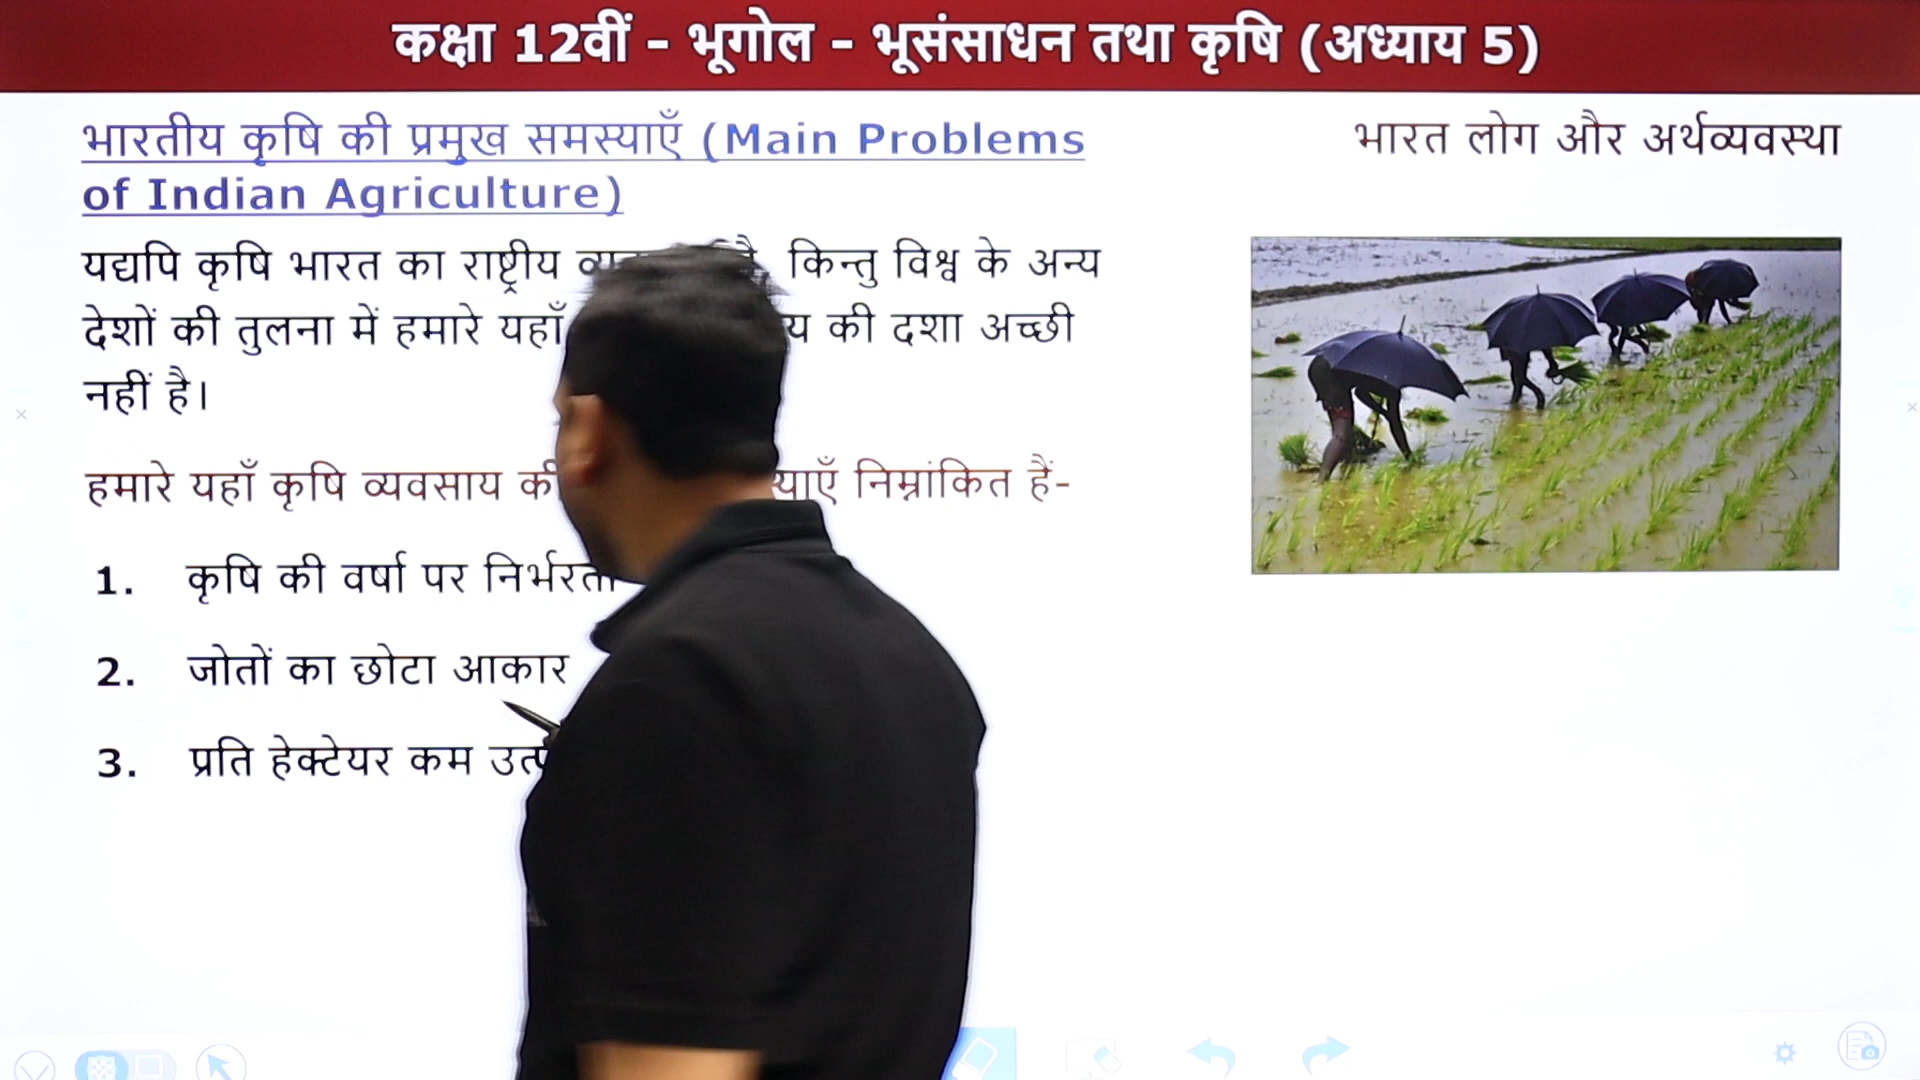 कक्षा 12वीं - भूगोल - भूसंसाधन तथा कृषि (अध्याय 5)
भारतीय कृषि की प्रमुख समस्याएँ (Main Problems
of Indian Agriculture)
भारत लोग और अर्थव्यवस्था
यद्यपि कृषि भारत का राष्ट्रीय किन्तु विश्व के अन्य
देशों की तुलना में हमारे यहाँ की दशा अच्छी
नहीं है।
हमारे यहाँ कृषि व्यवसाय की निम्नांकित हैं-
1. कृषि की वर्षा पर निर्भरता
2. जोतों का छोटा आकार
3. प्रति हेक्टेयर कम